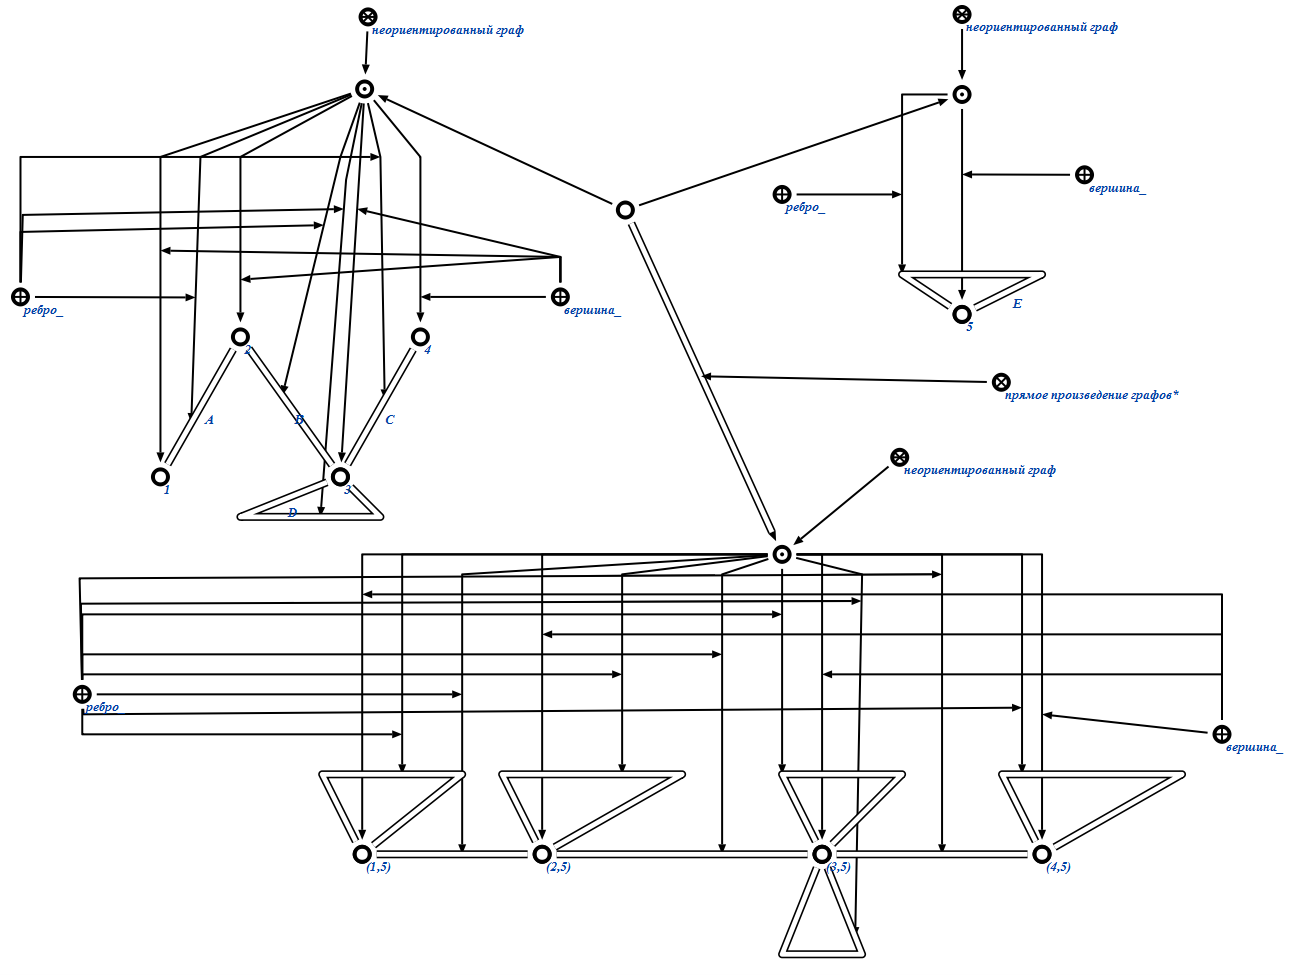 неориентированный граф
неориентированный граф
вершина_
ребро_
ребро_
вершина_
E
5
2
4
A
B
C
прямое произведение графов*
1
3
D
неориентированный граф
ребро
вершина_
(1,5)
(2,5)
(3,5)
(4,5)